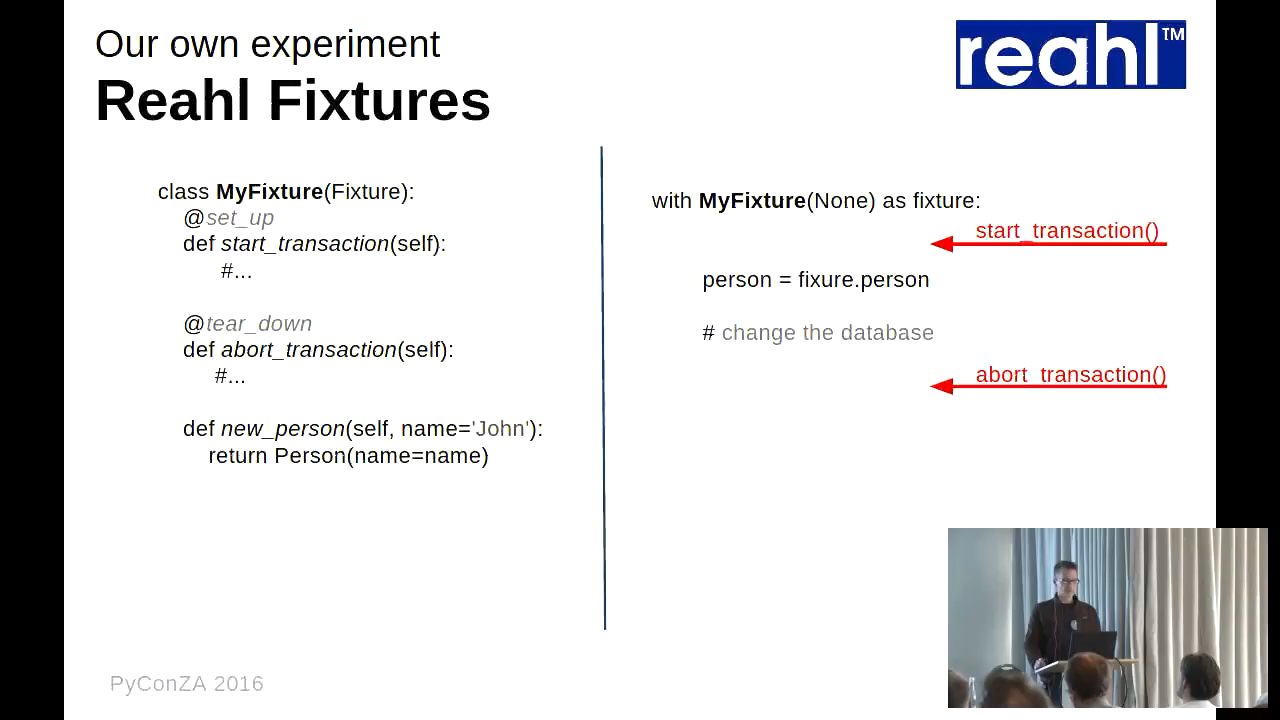 Our own experiment
Reahl Fixtures
reahl™
class MyFixture(Fixture):
@set_up
def start_transaction(self):
#...
@tear_down
def abort_transaction(self):
#...
def new_person(self, name='John'):
return Person(name=name)
with MyFixture(None) as fixture:
start_transaction()
person = fixure.person
# change the database
abort_transaction()
PyConZA 2016